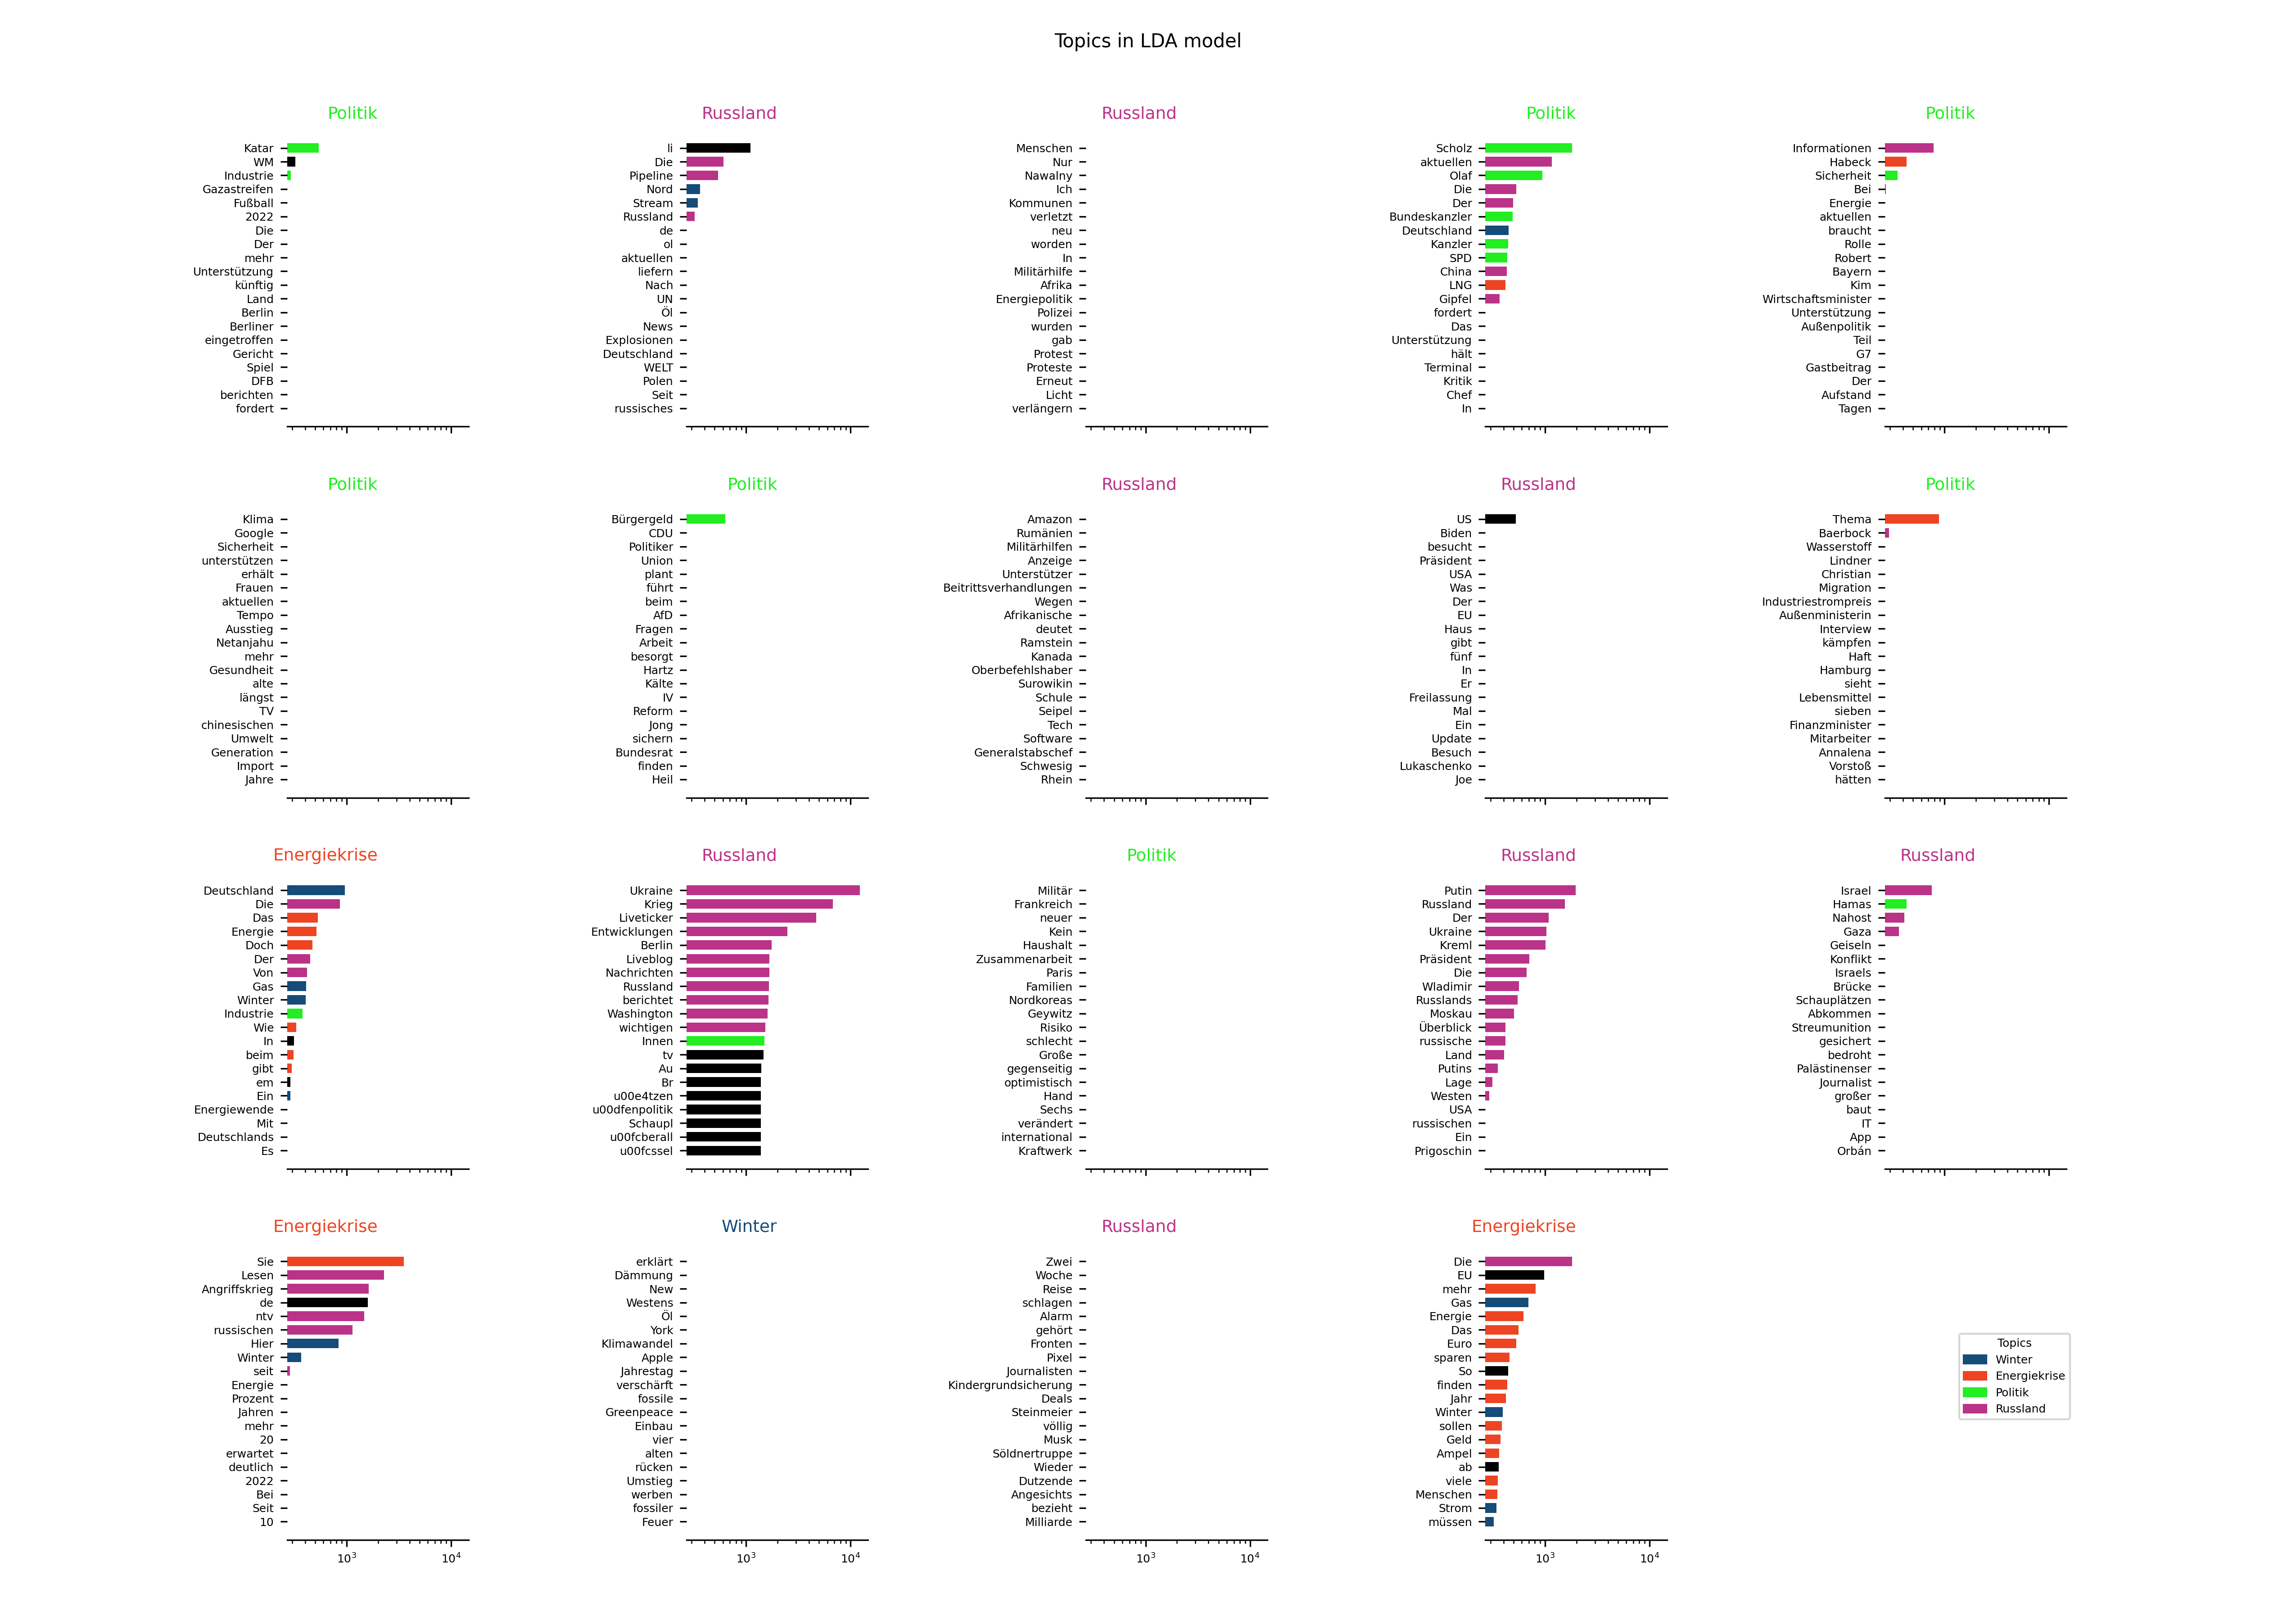 Topics in LDA model
Politik
Katar
WM
Industrie
Gazastreifen
Fußball
2022
Die
Der
mehr
Unterstützung
künftig
Land
Berlin
Berliner
eingetroffen
Gericht
Spiel
DFB
berichten
fordert
Russland
li
Die
Pipeline
Nord
Stream
Russland
de
ol
aktuellen
liefern
Nach
UN
Öl
News
Explosionen
Deutschland
WELT
Polen
Seit
russisches
Russland
Menschen
Nur
Nawalny
Ich
Kommunen
verletzt
neu
worden
In
Militärhilfe
Afrika
Energiepolitik
Polizei
wurden
gab
Protest
Proteste
Erneut
Licht
verlängern
Politik
Scholz
aktuellen
Olaf
Die
Der
Bundeskanzler
Deutschland
Kanzler
SPD
China
LNG
Gipfel
fordert
Das
Unterstützung
hält
Terminal
Kritik
Chef
In
Politik
Informationen
Habeck
Sicherheit
Bei
Energie
aktuellen
braucht
Rolle
Robert
Bayern
Kim
Wirtschaftsminister
Unterstützung
Außenpolitik
Teil
G7
Gastbeitrag
Der
Aufstand
Tagen
Politik
Klima
Google
Sicherheit
unterstützen
erhält
Frauen
aktuellen
Tempo
Ausstieg
Netanjahu
mehr
Gesundheit
alte
längst
TV
chinesischen
Umwelt
Generation
Import
Jahre
Politik
Bürgergeld
CDU
Politiker
Union
plant
führt
beim
AfD
Fragen
Arbeit
besorgt
Hartz
Kälte
IV
Reform
Jong
sichern
Bundesrat
finden
Heil
Russland
Amazon
Rumänien
Militärhilfen
Anzeige
Unterstützer
Beitrittsverhandlungen
Wegen
Afrikanische
deutet
Ramstein
Kanada
Oberbefehlshaber
Surowikin
Schule
Seipel
Tech
Software
Generalstabschef
Schwesig
Rhein
Russland
US
Biden
besucht
Präsident
USA
Was
Der
EU
Haus
gibt
fünf
In
Er
Freilassung
Mal
Ein
Update
Besuch
Lukaschenko
Joe
Politik
Thema
Baerbock
Wasserstoff
Lindner
Christian
Migration
Industriestrompreis
Außenministerin
Interview
kämpfen
Haft
Hamburg
sieht
Lebensmittel
sieben
Finanzminister
Mitarbeiter
Annalena
Vorstoß
hätten
Energiekrise
Deutschland
Die
Das
Energie
Doch
Der
Von
Gas
Winter
Industrie
Wie
In
beim
gibt
em
Ein
Energiewende
Mit
Deutschlands
Es
Russland
Ukraine
Krieg
Liveticker
Entwicklungen
Berlin
Liveblog
Nachrichten
Russland
berichtet
Washington
wichtigen
Innen
tv
Au
Br
u00e4tzen
u00dfenpolitik
Schaupl
u00fcberall
u00fcssel
Politik
Militär
Frankreich
neuer
Kein
Haushalt
Zusammenarbeit
Paris
Familien
Nordkoreas
Geywitz
Risiko
schlecht
Große
gegenseitig
optimistisch
Hand
Sechs
verändert
international
Kraftwerk
Russland
Putin
Russland
Der
Ukraine
Kreml
Präsident
Die
Wladimir
Russlands
Moskau
Überblick
russische
Land
Putins
Lage
Westen
USA
russischen
Ein
Prigoschin
Russland
Israel
Hamas
Nahost
Gaza
Geiseln
Konflikt
Israels
Brücke
Schauplätzen
Abkommen
Streumunition
gesichert
bedroht
Palästinenser
Journalist
großer
baut
IT
App
Orbán
Energiekrise
Sie
Lesen
Angriffskrieg
de
ntv
russischen
Hier
Winter
seit
Energie
Prozent
Jahren
mehr
20
erwartet
deutlich
2022
Bei
Seit
10
10³ 10⁴
Winter
erklärt
Dämmung
New
Westens
Öl
York
Klimawandel
Apple
Jahrestag
verschärft
fossile
Greenpeace
Einbau
vier
alten
rücken
Umstieg
werben
fossiler
Feuer
10³ 10⁴
Russland
Zwei
Woche
Reise
schlagen
Alarm
gehört
Fronten
Pixel
Journalisten
Kindergrundsicherung
Deals
Steinmeier
völlig
Musk
Söldnertruppe
Wieder
Dutzende
Angesichts
bezieht
Milliarde
10³ 10⁴
Energiekrise
Die
EU
mehr
Gas
Energie
Das
Euro
sparen
So
finden
Jahr
Winter
sollen
Geld
Ampel
ab
viele
Menschen
Strom
müssen
10³ 10⁴
Topics
Winter
Energiekrise
Politik
Russland